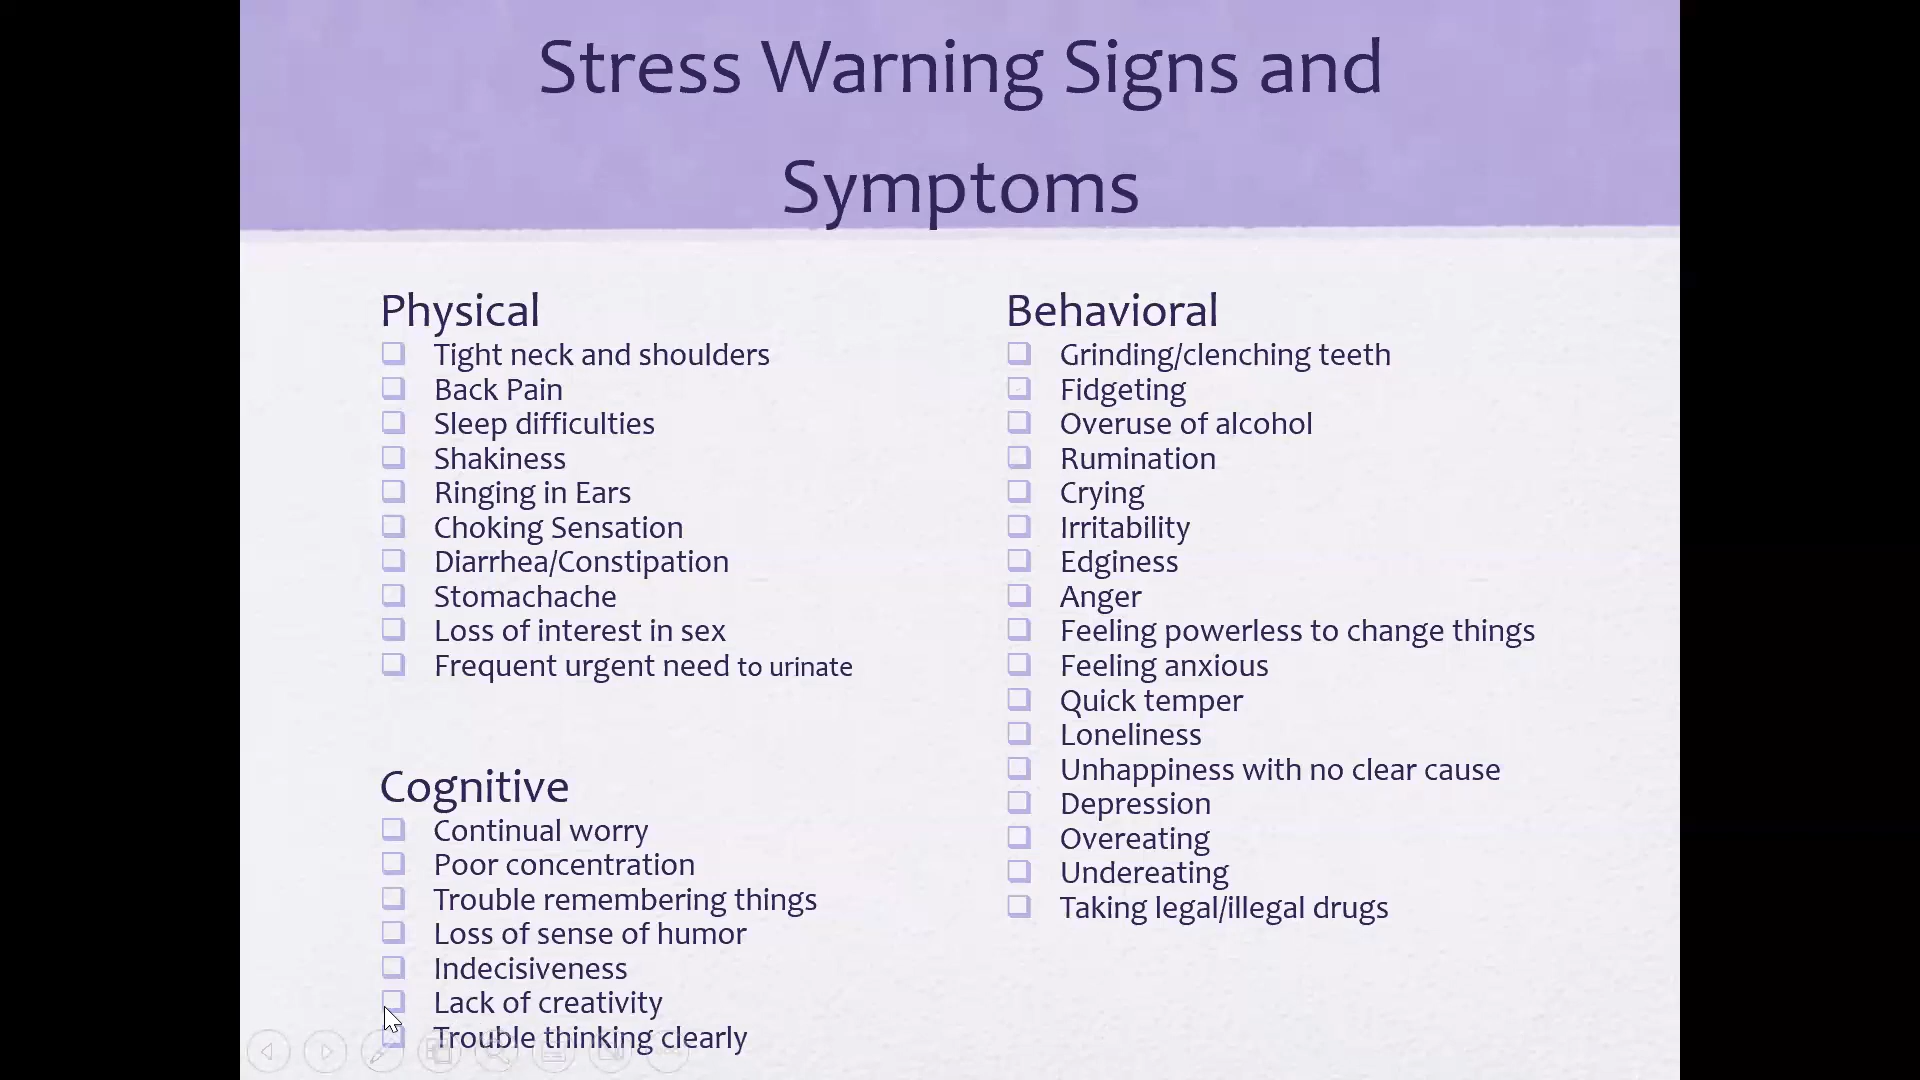 Stress Warning Signs and
Symptoms
Physical
Tight neck and shoulders
Back Pain
Sleep difficulties
Shakiness
Ringing in Ears
Choking Sensation
Diarrhea/Constipation
Stomachache
Loss of interest in sex
Frequent urgent need to urinate
Cognitive
Continual worry
Poor concentration
Trouble remembering things
Loss of sense of humor
Indecisiveness
Lack of creativity
Trouble thinking clearly
Behavioral
Grinding/clenching teeth
Fidgeting
Overuse of alcohol
Rumination
Crying
Irritability
Edginess
Anger
Feeling powerless to change things
Feeling anxious
Quick temper
Loneliness
Unhappiness with no clear cause
Depression
Overeating
Undereating
Taking legal/illegal drugs